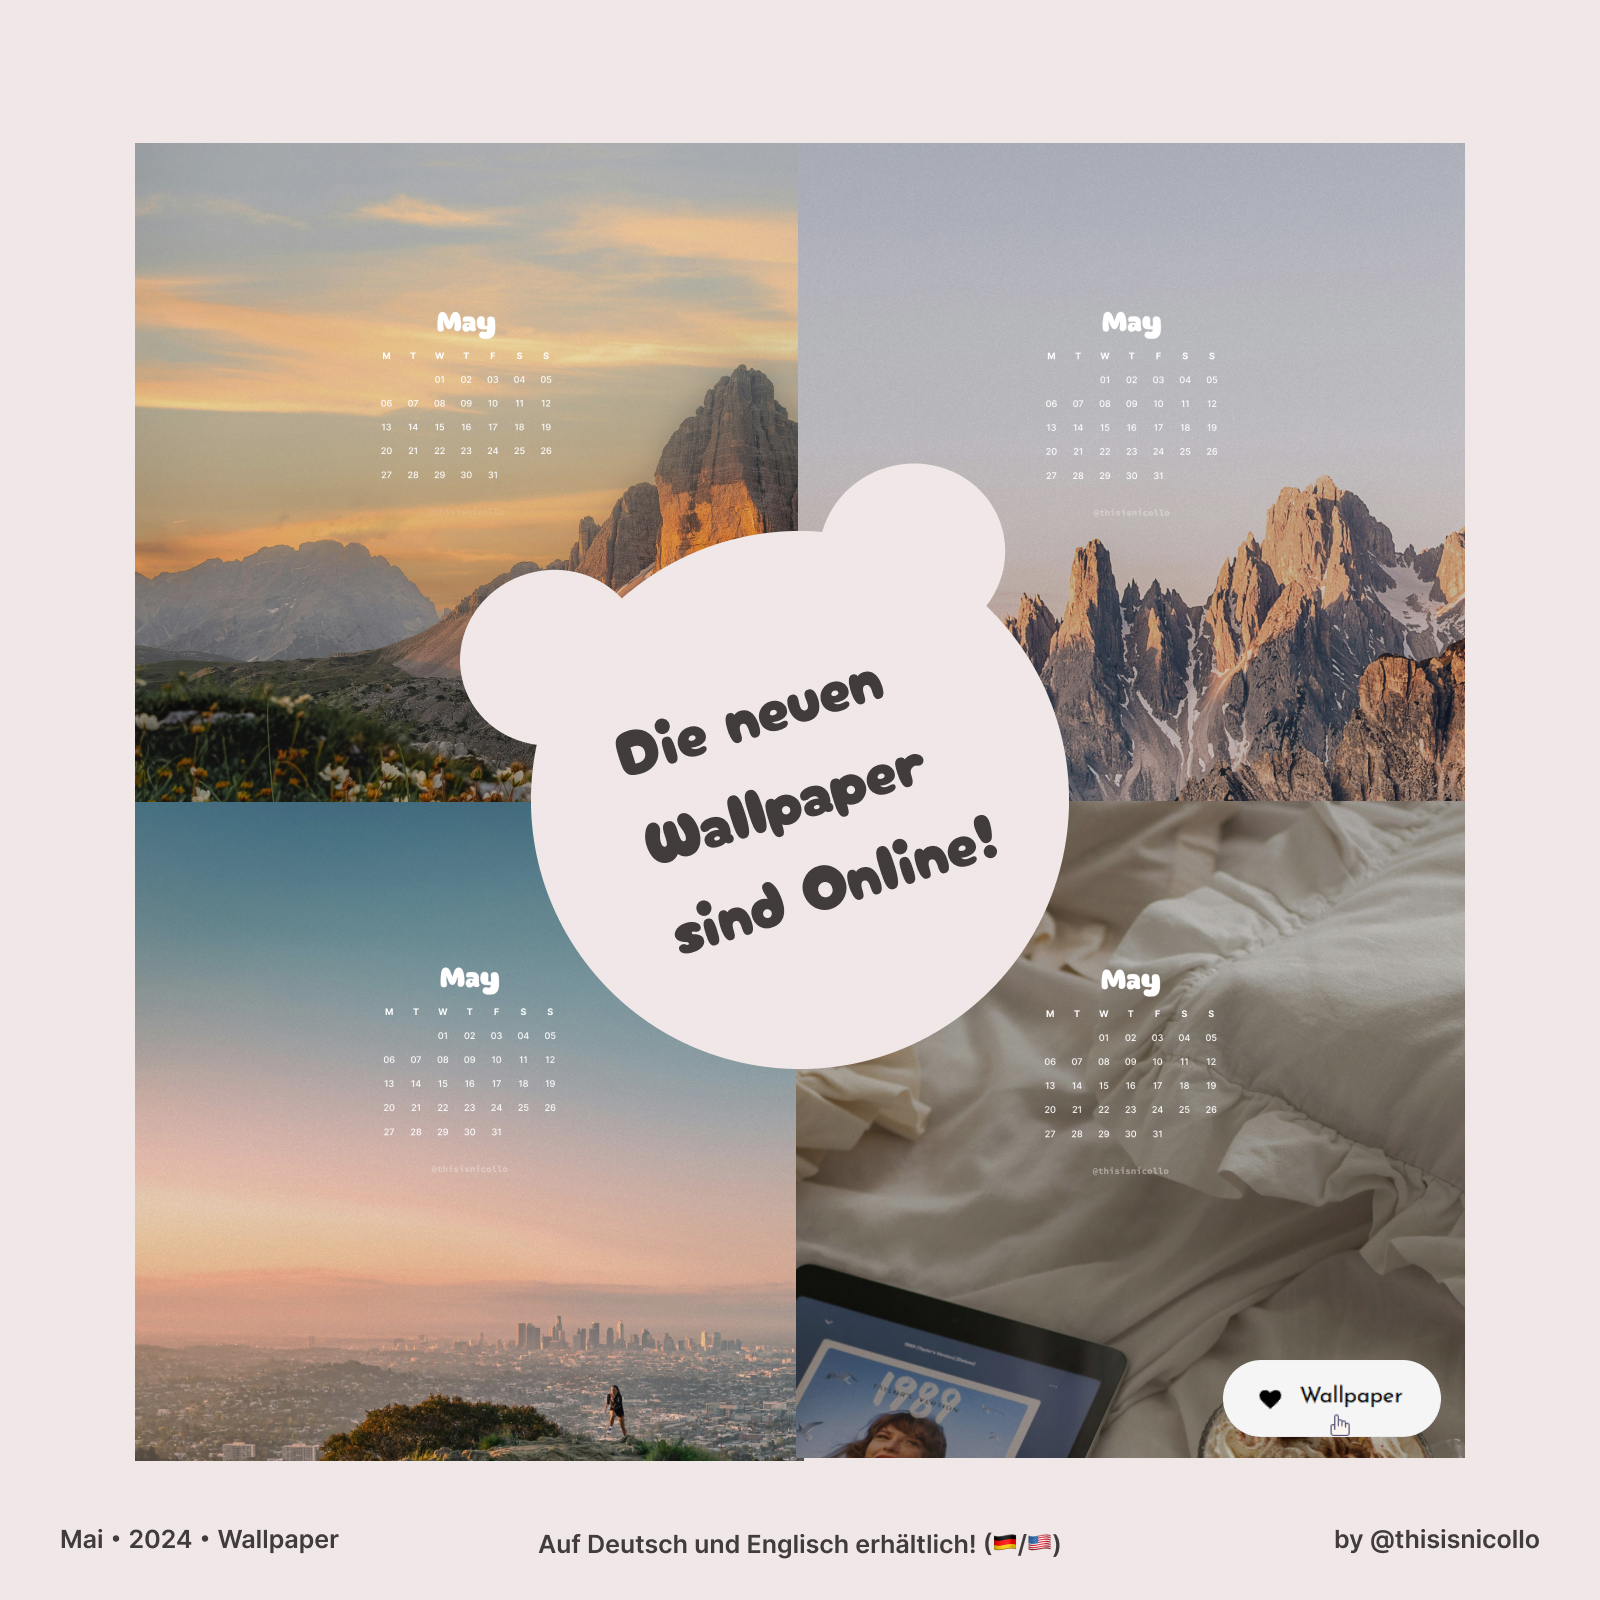 May
M T W T F S S
01 02 03 04 05
06 07 08 09 10 11 12
13 14 15 16 17 18 19
20 21 22 23 24 25 26
27 28 29 30 31
@thisisnicollo
May
M T W T F S S
01 02 03 04 05
06 07 08 09 10 11 12
13 14 15 16 17 18 19
20 21 22 23 24 25 26
27 28 29 30 31
@thisisnicollo
Die neuen
Wallpaper
sind Online!
May
M T W T F S S
01 02 03 04 05
06 07 08 09 10 11 12
13 14 15 16 17 18 19
20 21 22 23 24 25 26
27 28 29 30 31
@thisisnicollo
May
M T W T F S S
01 02 03 04 05
06 07 08 09 10 11 12
13 14 15 16 17 18 19
20 21 22 23 24 25 26
27 28 29 30 31
@thisisnicollo
1989
Wallpaper
Mai • 2024 • Wallpaper
Auf Deutsch und Englisch erhältlich! (🇩🇪/🇺🇸)
by @thisisnicollo